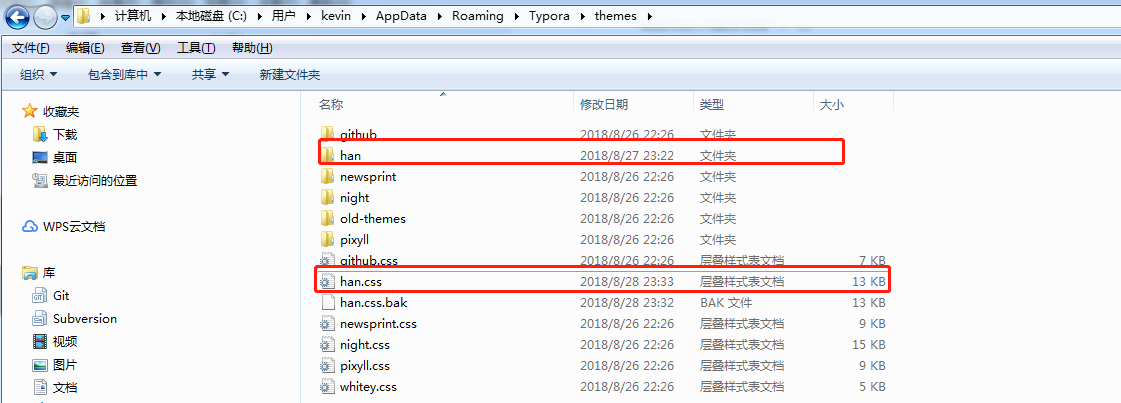 计算机 本地磁盘 (C:) 用户 kevin AppData Roaming Typora themes
文件(F) 编辑(E) 查看(V) 工具(T) 帮助(H)
组织 包含到库中 共享 新建文件夹
收藏夹
下载
桌面
最近访问的位置
WPS云文档
库
Git
Subversion
视频
图片
文档
名称 修改日期 类型 大小
github 2018/8/26 22:26 文件夹
han 2018/8/27 23:22 文件夹
newsprint 2018/8/26 22:26 文件夹
night 2018/8/26 22:26 文件夹
old-themes 2018/8/26 22:26 文件夹
pixyll 2018/8/26 22:26 文件夹
github.css 2018/8/26 22:26 层叠样式表文档 7 KB
han.css 2018/8/28 23:33 层叠样式表文档 13 KB
han.css.bak 2018/8/28 23:32 BAK 文件 13 KB
newsprint.css 2018/8/26 22:26 层叠样式表文档 9 KB
night.css 2018/8/26 22:26 层叠样式表文档 15 KB
pixyll.css 2018/8/26 22:26 层叠样式表文档 9 KB
whitey.css 2018/8/26 22:26 层叠样式表文档 5 KB